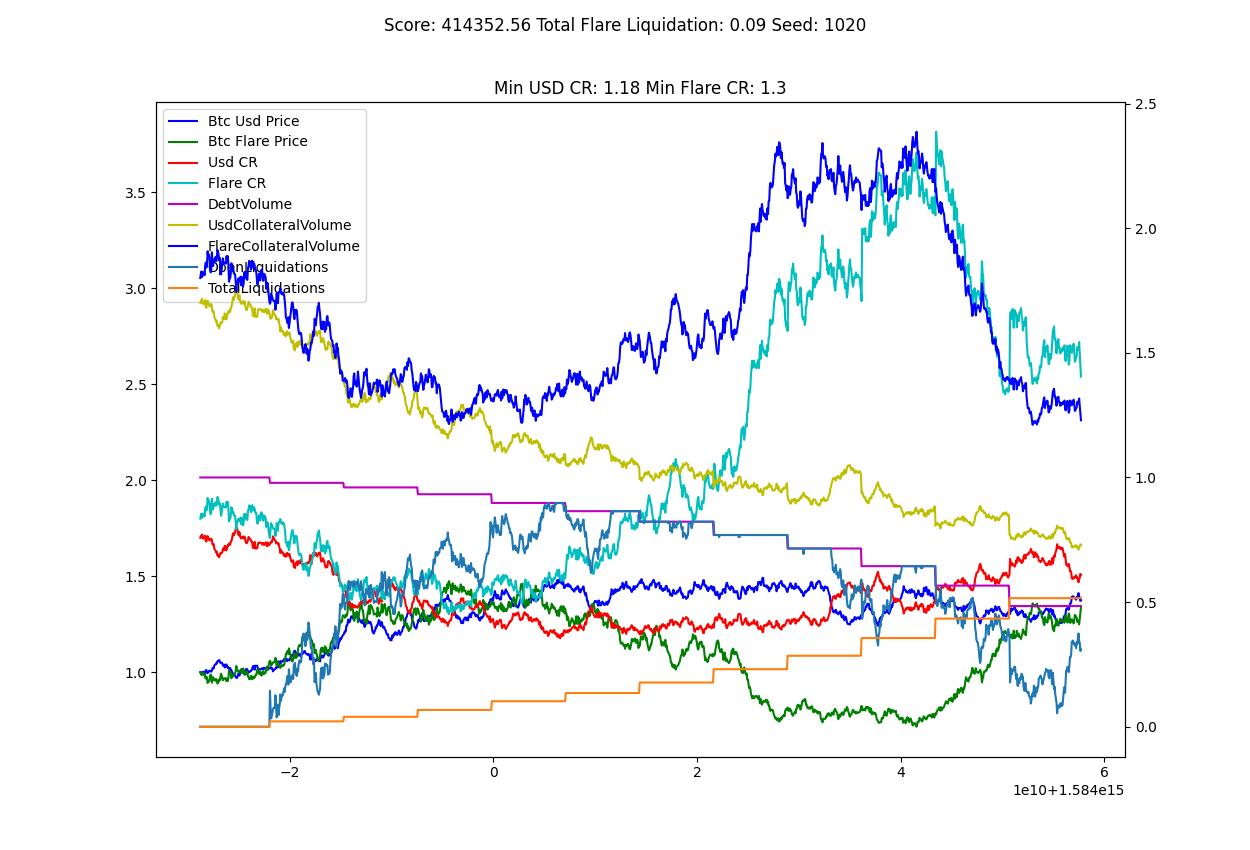 Score: 414352.56 Total Flare Liquidation: 0.09 Seed: 1020
Min USD CR: 1.18 Min Flare CR: 1.3
Btc Usd Price
Btc Flare Price
Usd CR
Flare CR
DebtVolume
UsdCollateralVolume
FlareCollateralVolume
OpenLiquidations
TotalLiquidations
3.5
3.0
2.5
2.0
1.5
1.0
2.5
2.0
1.5
1.0
0.5
0.0
−2
0
2
4
6
1e10+1.584e15